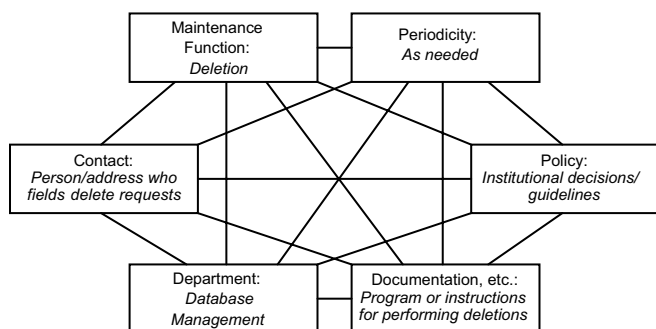 Maintenance
Function:
Deletion
Periodicity:
As needed
Contact:
Person/address who
fields delete requests
Policy:
Institutional decisions/
guidelines
Department:
Database
Management
Documentation, etc.:
Program or instructions
for performing deletions